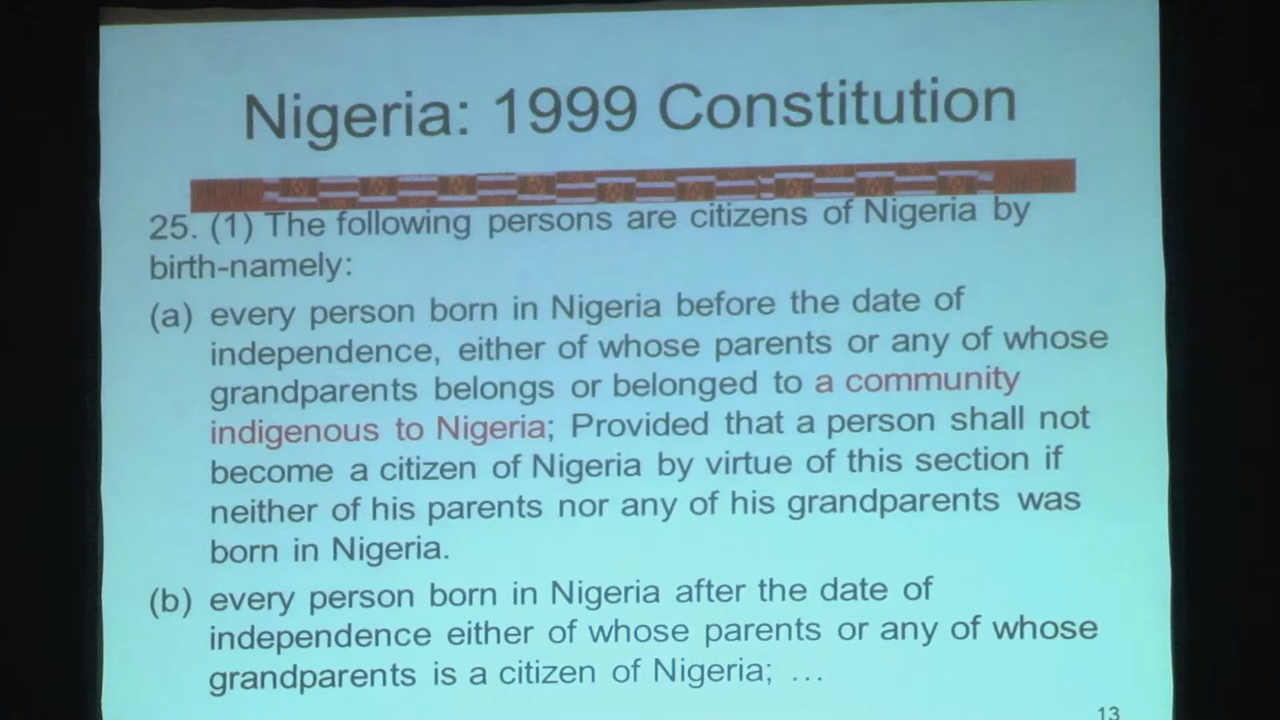 Nigeria: 1999 Constitution
25. (1) The following persons are citizens of Nigeria by
birth-namely:
(a) every person born in Nigeria before the date of
independence, either of whose parents or any of whose
grandparents belongs or belonged to a community
indigenous to Nigeria; Provided that a person shall not
become a citizen of Nigeria by virtue of this section if
neither of his parents nor any of his grandparents was
born in Nigeria.
(b) every person born in Nigeria after the date of
independence either of whose parents or any of whose
grandparents is a citizen of Nigeria; …
13